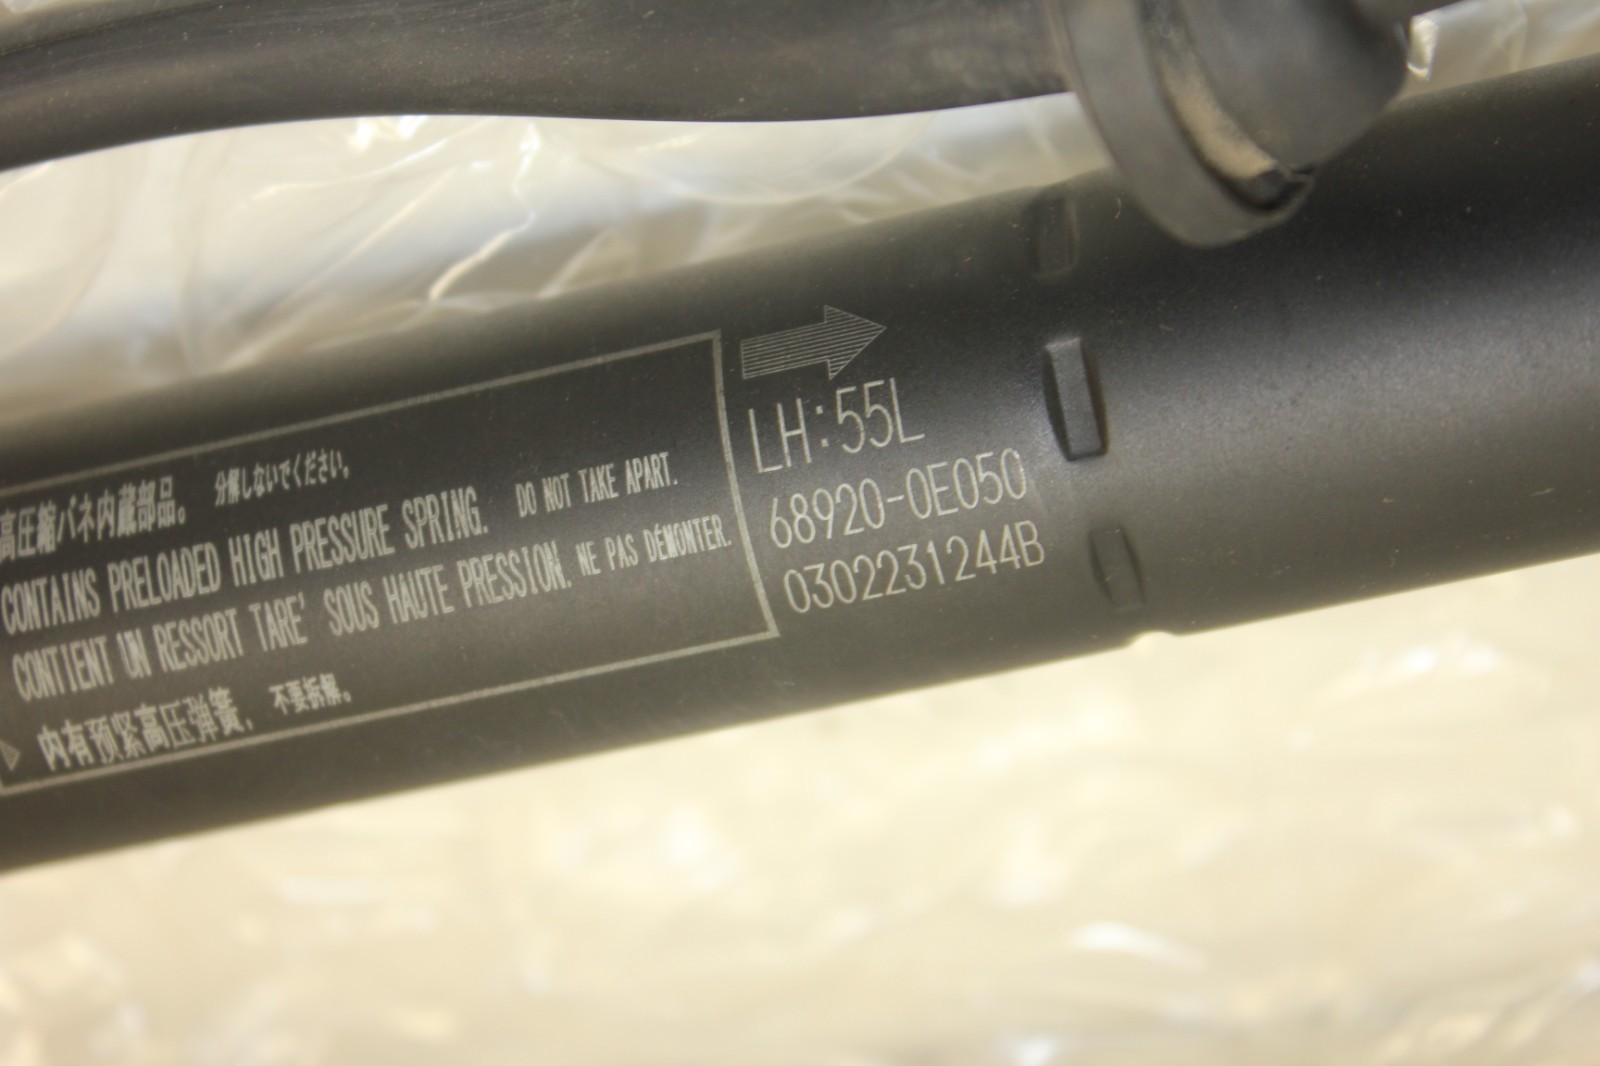 高圧縮バネ内蔵部品。 分解しないでください。
CONTAINS PRELOADED HIGH PRESSURE SPRING. DO NOT TAKE APART.
CONTIENT UN RESSORT TARE' SOUS HAUTE PRESSION. NE PAS DÉMONTER.
内有预紧高压弹簧, 不要拆解。
LH:55L
68920-0E050
0302231244B